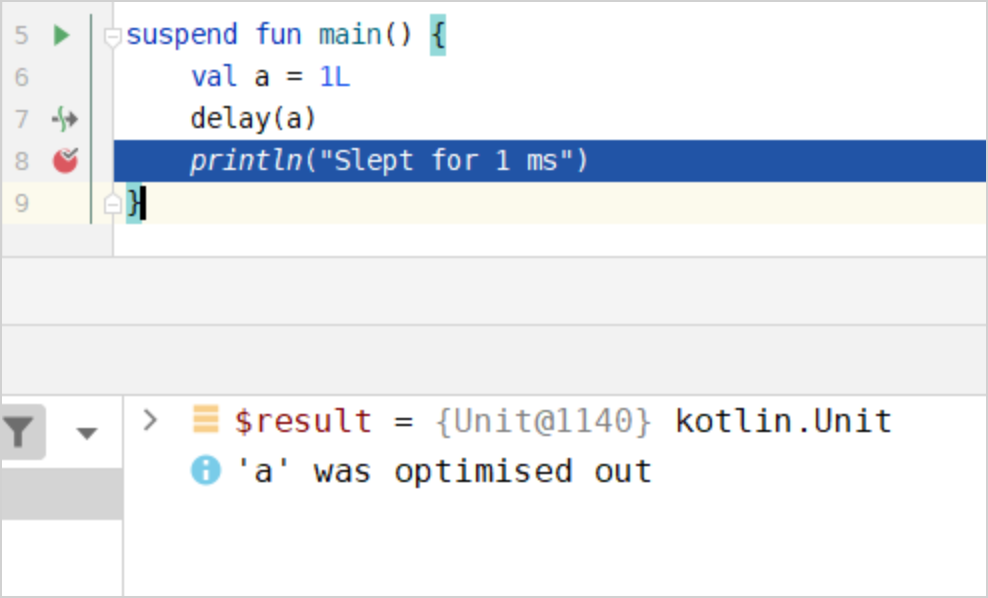 5 suspend fun main() {
6 val a = 1L
7 delay(a)
8 println("Slept for 1 ms")
9 }
$result = {Unit@1140} kotlin.Unit
'a' was optimised out